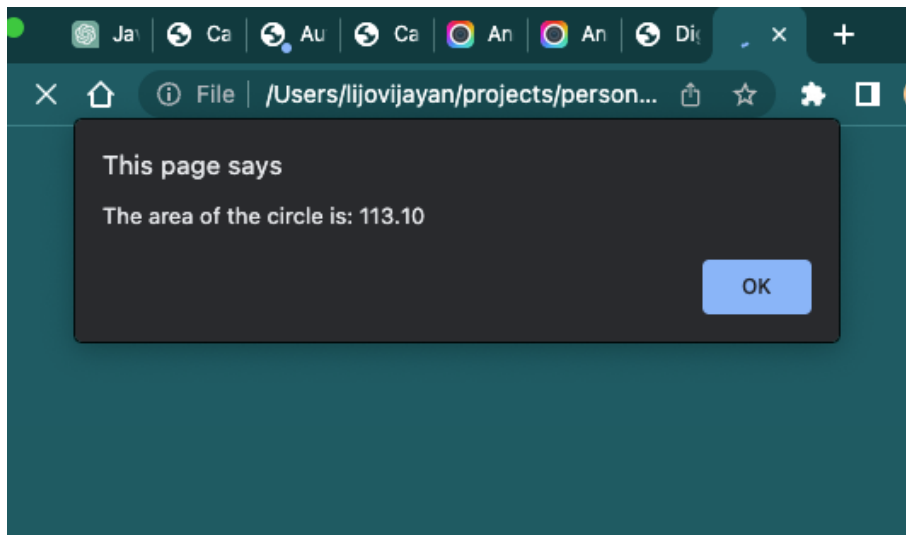 Ja Ca Au Ca An An Di
File /Users/lijovijayan/projects/person...
This page says
The area of the circle is: 113.10
OK